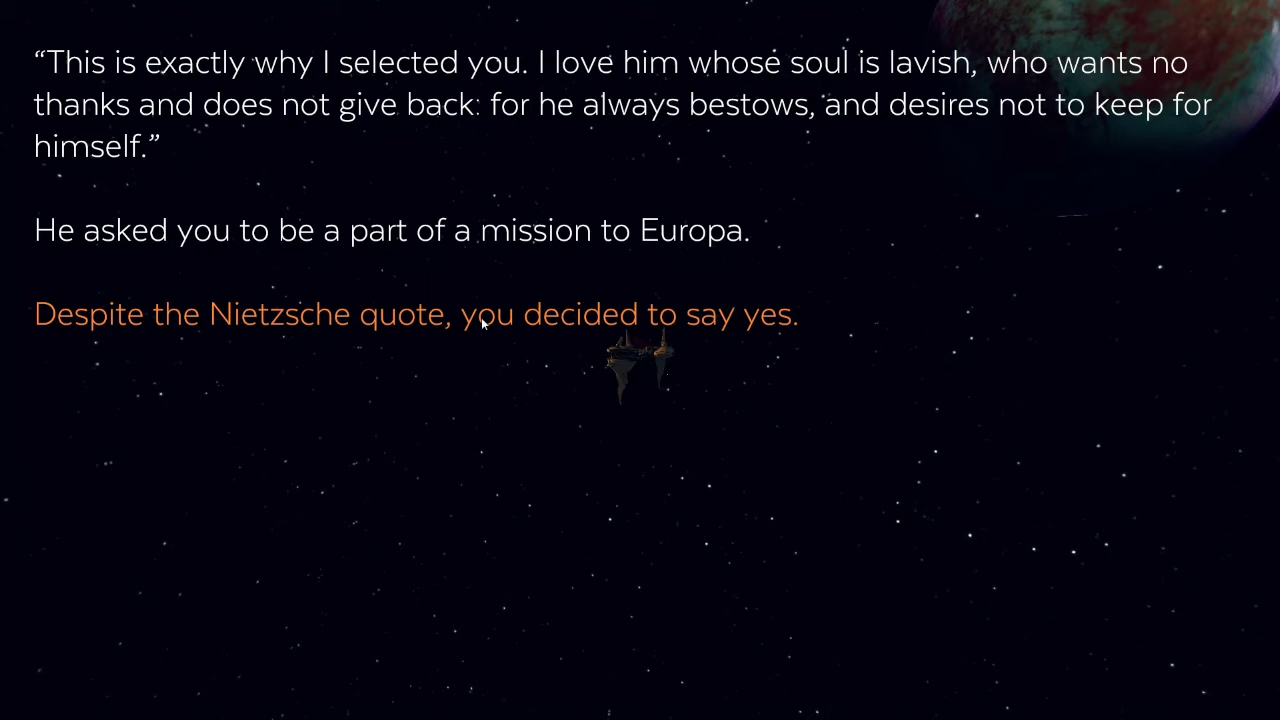 “This is exactly why I selected you. I love him whose soul is lavish, who wants no
thanks and does not give back: for he always bestows, and desires not to keep for
himself.”
He asked you to be a part of a mission to Europa.
Despite the Nietzsche quote, you decided to say yes.